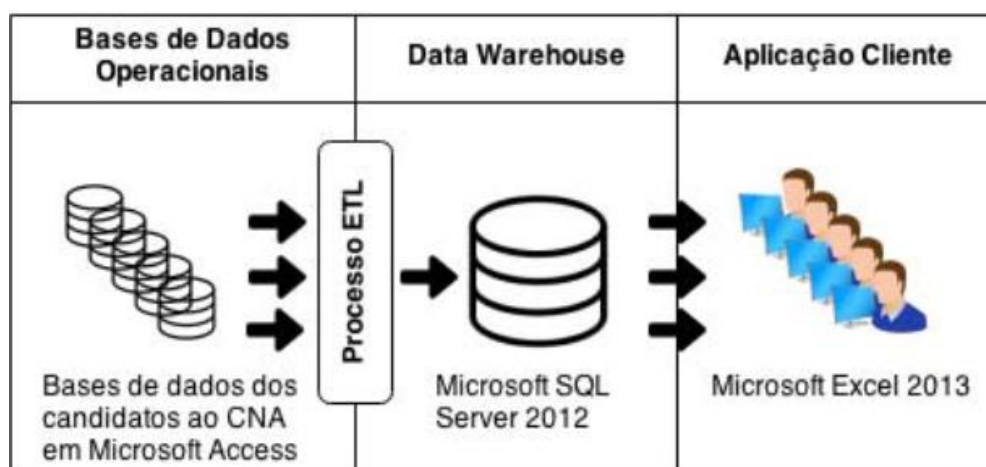 Bases de Dados
Operacionais
Data Warehouse
Aplicação Cliente
Processo ETL
Bases de dados dos
candidatos ao CNA
em Microsoft Access
Microsoft SQL
Server 2012
Microsoft Excel 2013